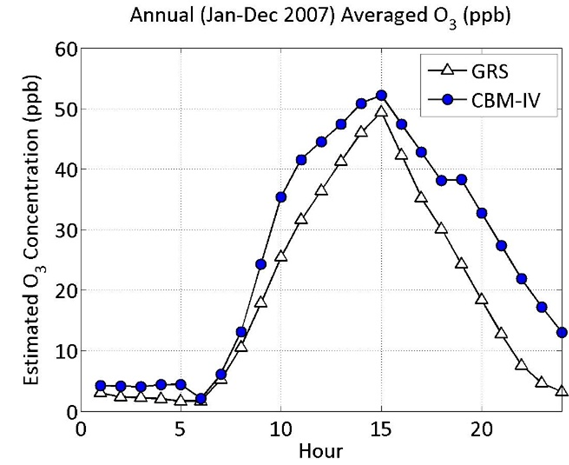 Annual (Jan-Dec 2007) Averaged O₃ (ppb)
GRS
CBM-IV
Estimated O₃ Concentration (ppb)
60
50
40
30
20
10
0
0 5 10 15 20
Hour